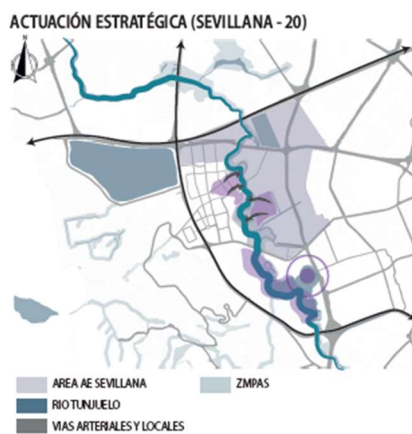 ACTUACIÓN ESTRATÉGICA (SEVILLANA - 20)
N
AREA AE SEVILLANA
ZMPAS
RIO TUNJUELO
VIAS ARTERIALES Y LOCALES